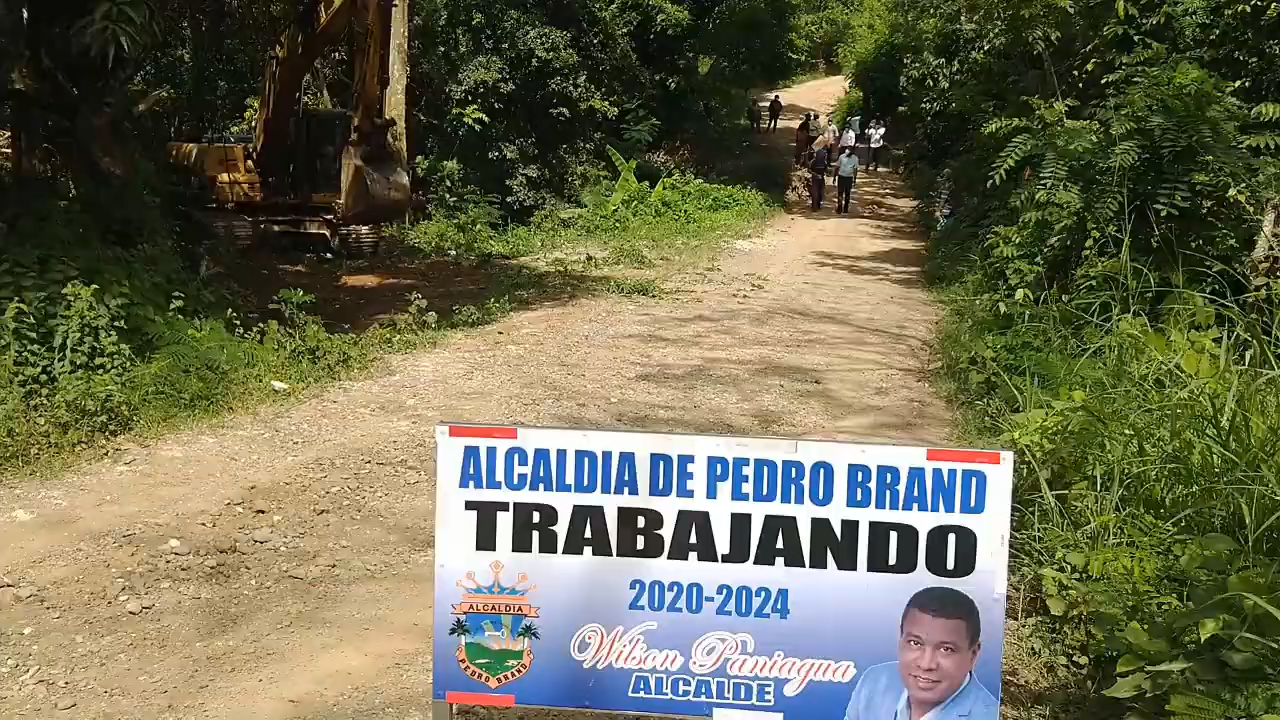 ALCALDIA DE PEDRO BRAND
TRABAJANDO
2020-2024
ALCALDIA
PEDRO BRAND
Wilson Paniagua
ALCALDE